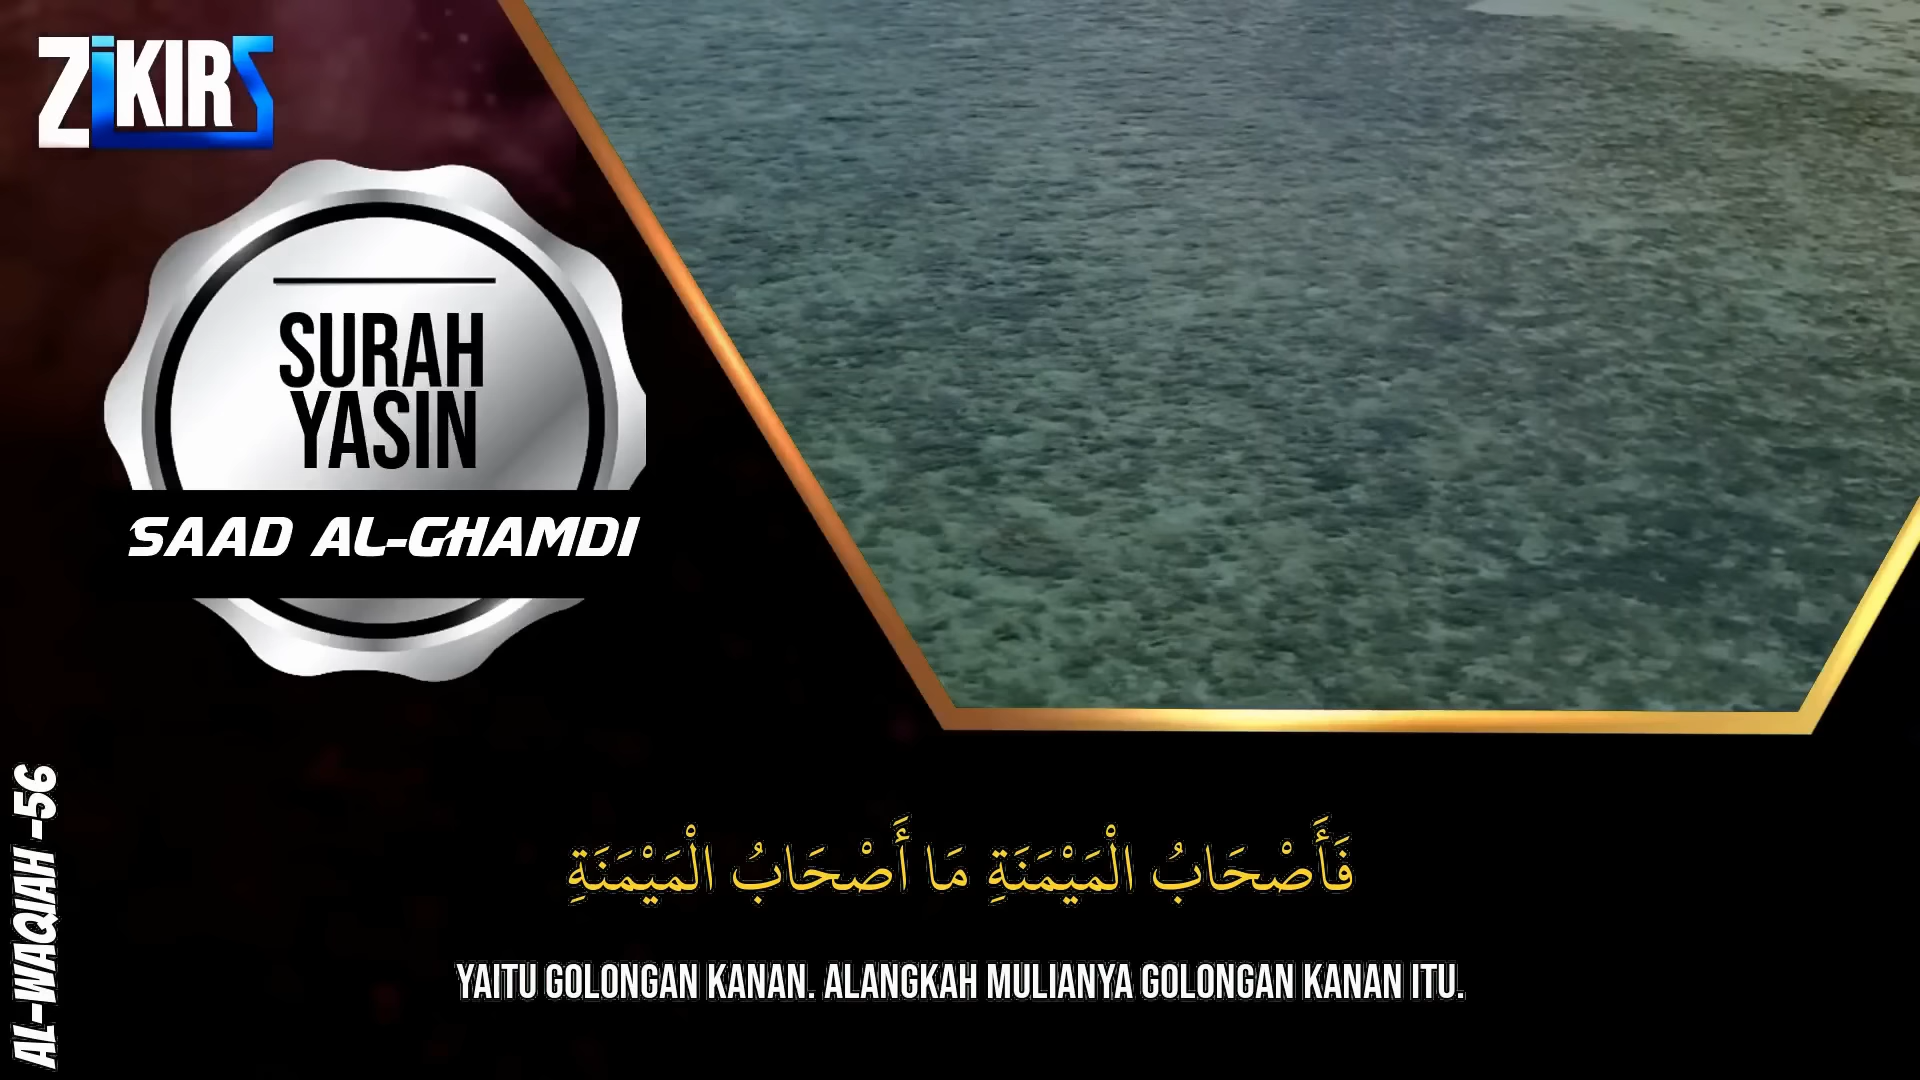 ZiKIRS
SURAH
YASIN
SAAD AL-GHAMDI
AL-WAQIAH -56
فَأَصْحَابُ الْمَيْمَنَةِ مَا أَصْحَابُ الْمَيْمَنَةِ
YAITU GOLONGAN KANAN. ALANGKAH MULIANYA GOLONGAN KANAN ITU.